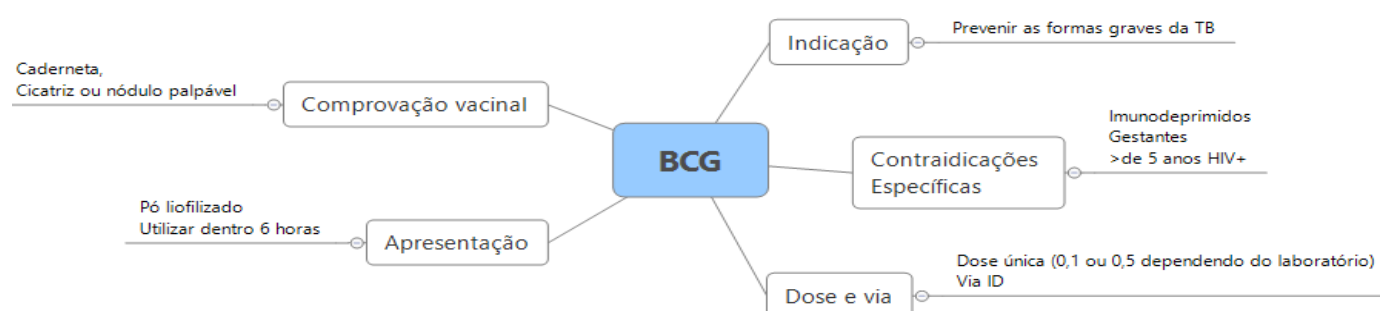 BCG
Indicação
Prevenir as formas graves da TB
Contraidicações
Específicas
Imunodeprimidos
Gestantes
>de 5 anos HIV+
Dose e via
Dose única (0,1 ou 0,5 dependendo do laboratório)
Via ID
Comprovação vacinal
Caderneta,
Cicatriz ou nódulo palpável
Apresentação
Pó liofilizado
Utilizar dentro 6 horas